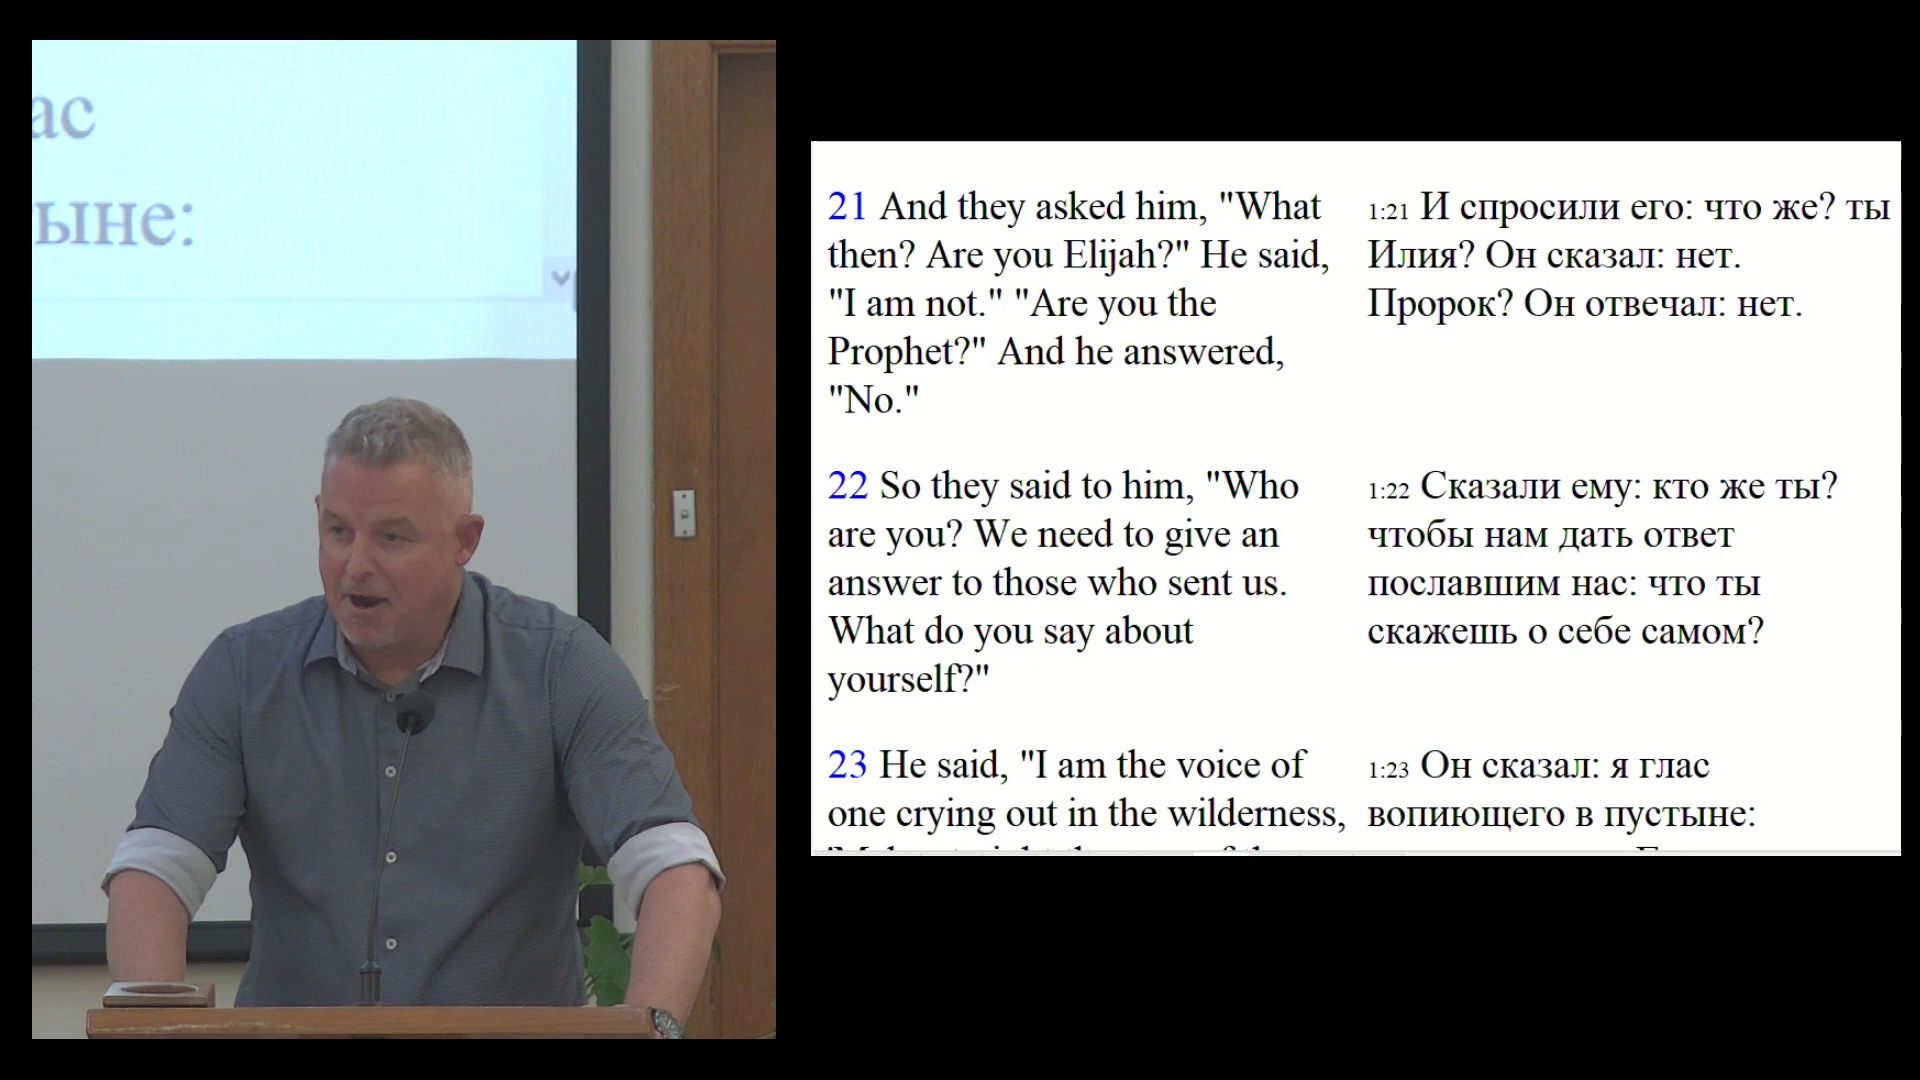 ас
ыне:
21 And they asked him, "What
then? Are you Elijah?" He said,
"I am not." "Are you the
Prophet?" And he answered,
"No."
1:21 И спросили его: что же? ты
Илия? Он сказал: нет.
Пророк? Он отвечал: нет.
22 So they said to him, "Who
are you? We need to give an
answer to those who sent us.
What do you say about
yourself?"
1:22 Сказали ему: кто же ты?
чтобы нам дать ответ
пославшим нас: что ты
скажешь о себе самом?
23 He said, "I am the voice of
one crying out in the wilderness,
1:23 Он сказал: я глас
вопиющего в пустыне: